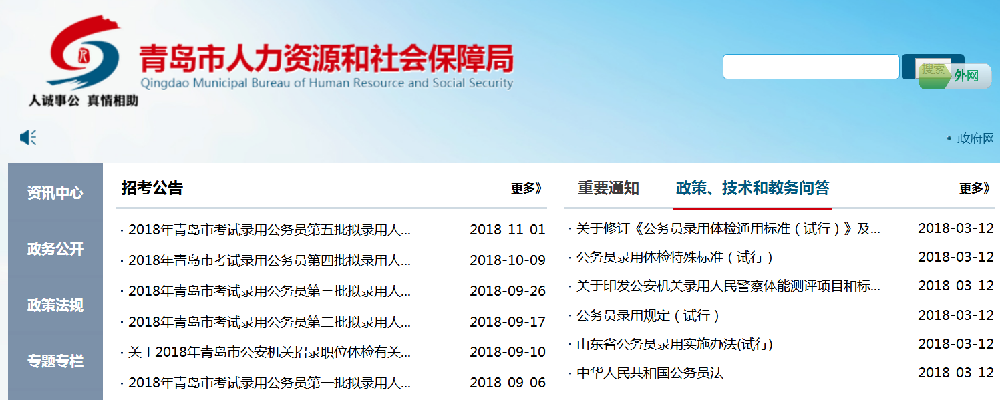 青岛市人力资源和社会保障局
Qingdao Municipal Bureau of Human Resource and Social Security
人诚事公 真情相助
搜索
外网
• 政府网
资讯中心
政务公开
政策法规
专题专栏
招考公告 更多》
· 2018年青岛市考试录用公务员第五批拟录用人... 2018-11-01
· 2018年青岛市考试录用公务员第四批拟录用人... 2018-10-09
· 2018年青岛市考试录用公务员第三批拟录用人... 2018-09-26
· 2018年青岛市考试录用公务员第二批拟录用人... 2018-09-17
· 关于2018年青岛市公安机关招录职位体检有关... 2018-09-10
· 2018年青岛市考试录用公务员第一批拟录用人... 2018-09-06
重要通知 政策、技术和教务问答 更多》
· 关于修订《公务员录用体检通用标准（试行）》及... 2018-03-12
· 公务员录用体检特殊标准（试行） 2018-03-12
· 关于印发公安机关录用人民警察体能测评项目和标... 2018-03-12
· 公务员录用规定（试行） 2018-03-12
· 山东省公务员录用实施办法(试行) 2018-03-12
· 中华人民共和国公务员法 2018-03-12